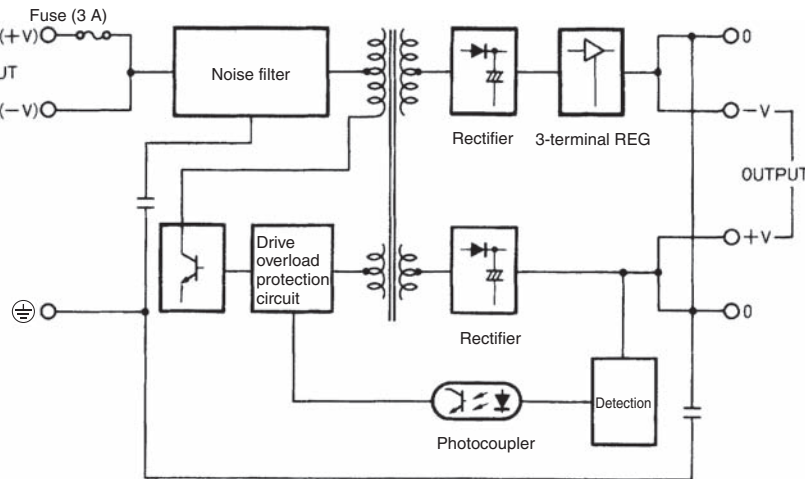 Fuse (3 A)
(+V)
UT
(−V)
Noise filter
Rectifier
3-terminal REG
0
−V
OUTPUT
+V
0
Drive
overload
protection
circuit
Rectifier
Detection
Photocoupler